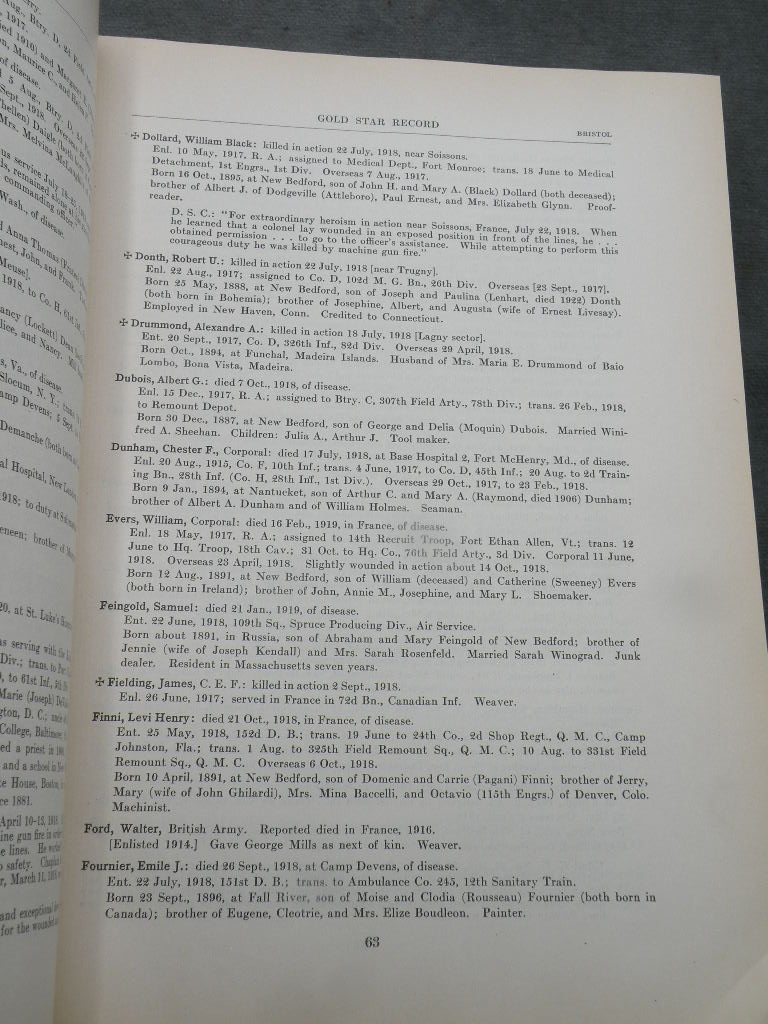 GOLD STAR RECORD
BRISTOL
✠ Dollard, William Black: killed in action 22 July, 1918, near Soissons.
Enl. 10 May, 1917, R. A.; assigned to Medical Dept., Fort Monroe; trans. 18 June to Medical
Detachment, 1st Engrs., 1st Div. Overseas 7 Aug., 1917.
Born 16 Oct., 1895, at New Bedford, son of John H. and Mary A. (Black) Dollard (both deceased);
brother of Albert J. of Dodgeville (Attleboro), Paul Ernest, and Mrs. Elizabeth Glynn. Proof-
reader.
D. S. C.: "For extraordinary heroism in action near Soissons, France, July 22, 1918. When
he learned that a colonel lay wounded in an exposed position in front of the lines, he . . .
obtained permission . . . to go to the officer's assistance. While attempting to perform this
courageous duty he was killed by machine gun fire."
✠ Donth, Robert U.: killed in action 22 July, 1918 [near Trugny].
Enl. 22 Aug., 1917; assigned to Co. D, 102d M. G. Bn., 26th Div. Overseas [23 Sept., 1917].
Born 25 May, 1888, at New Bedford, son of Joseph and Paulina (Lenhart, died 1922) Donth
(both born in Bohemia); brother of Josephine, Albert, and Augusta (wife of Ernest Livesay).
Employed in New Haven, Conn. Credited to Connecticut.
✠ Drummond, Alexandre A.: killed in action 18 July, 1918 [Lagny sector].
Ent. 20 Sept., 1917, Co. D, 326th Inf., 82d Div. Overseas 29 April, 1918.
Born Oct., 1894, at Funchal, Madeira Islands. Husband of Mrs. Maria E. Drummond of Baio
Lombo, Bona Vista, Madeira.
Dubois, Albert G.: died 7 Oct., 1918, of disease.
Enl. 15 Dec., 1917, R. A.; assigned to Btry. C, 307th Field Arty., 78th Div.; trans. 26 Feb., 1918,
to Remount Depot.
Born 30 Dec., 1887, at New Bedford, son of George and Delia (Moquin) Dubois. Married Wini-
fred A. Sheehan. Children: Julia A., Arthur J. Tool maker.
Dunham, Chester F., Corporal: died 17 July, 1918, at Base Hospital 2, Fort McHenry, Md., of disease.
Enl. 20 Aug., 1915, Co. F, 10th Inf.; trans. 4 June, 1917, to Co. D, 45th Inf.; 20 Aug. to 2d Train-
ing Bn., 28th Inf. (Co. H, 28th Inf., 1st Div.). Overseas 29 Oct., 1917, to 23 Feb., 1918.
Born 9 Jan., 1894, at Nantucket, son of Arthur C. and Mary A. (Raymond, died 1906) Dunham;
brother of Albert A. Dunham and of William Holmes. Seaman.
Evers, William, Corporal: died 16 Feb., 1919, in France, of disease.
Enl. 18 May, 1917, R. A.; assigned to 14th Recruit Troop, Fort Ethan Allen, Vt.; trans. 12
June to Hq. Troop, 18th Cav.; 31 Oct. to Hq. Co., 76th Field Arty., 3d Div. Corporal 11 June,
1918. Overseas 23 April, 1918. Slightly wounded in action about 14 Oct., 1918.
Born 12 Aug., 1891, at New Bedford, son of William (deceased) and Catherine (Sweeney) Evers
(both born in Ireland); brother of John, Annie M., Josephine, and Mary L. Shoemaker.
Feingold, Samuel: died 21 Jan., 1919, of disease.
Ent. 22 June, 1918, 109th Sq., Spruce Producing Div., Air Service.
Born about 1891, in Russia, son of Abraham and Mary Feingold of New Bedford; brother of
Jennie (wife of Joseph Kendall) and Mrs. Sarah Rosenfeld. Married Sarah Winograd. Junk
dealer. Resident in Massachusetts seven years.
✠ Fielding, James, C. E. F.: killed in action 2 Sept., 1918.
Enl. 26 June, 1917; served in France in 72d Bn., Canadian Inf. Weaver.
Finni, Levi Henry: died 21 Oct., 1918, in France, of disease.
Ent. 25 May, 1918, 152d D. B.; trans. 19 June to 24th Co., 2d Shop Regt., Q. M. C., Camp
Johnston, Fla.; trans. 1 Aug. to 325th Field Remount Sq., Q. M. C.; 10 Aug. to 331st Field
Remount Sq., Q. M. C. Overseas 6 Oct., 1918.
Born 10 April, 1891, at New Bedford, son of Domenic and Carrie (Pagani) Finni; brother of Jerry,
Mary (wife of John Ghilardi), Mrs. Mina Baccelli, and Octavio (115th Engrs.) of Denver, Colo.
Machinist.
Ford, Walter, British Army. Reported died in France, 1916.
[Enlisted 1914.] Gave George Mills as next of kin. Weaver.
Fournier, Emile J.: died 26 Sept., 1918, at Camp Devens, of disease.
Ent. 22 July, 1918, 151st D. B.; trans. to Ambulance Co. 245, 12th Sanitary Train.
Born 23 Sept., 1896, at Fall River, son of Moise and Clodia (Rousseau) Fournier (both born in
Canada); brother of Eugene, Cleotrie, and Mrs. Elize Boudleon. Painter.
63